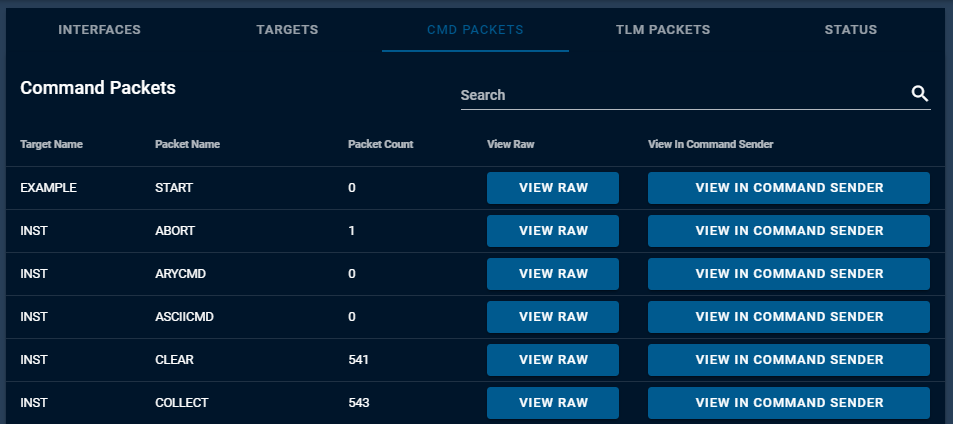 INTERFACES TARGETS CMD PACKETS TLM PACKETS STATUS
Command Packets
Search
Target Name Packet Name Packet Count View Raw View In Command Sender
EXAMPLE START 0 VIEW RAW VIEW IN COMMAND SENDER
INST ABORT 1 VIEW RAW VIEW IN COMMAND SENDER
INST ARYCMD 0 VIEW RAW VIEW IN COMMAND SENDER
INST ASCIICMD 0 VIEW RAW VIEW IN COMMAND SENDER
INST CLEAR 541 VIEW RAW VIEW IN COMMAND SENDER
INST COLLECT 543 VIEW RAW VIEW IN COMMAND SENDER